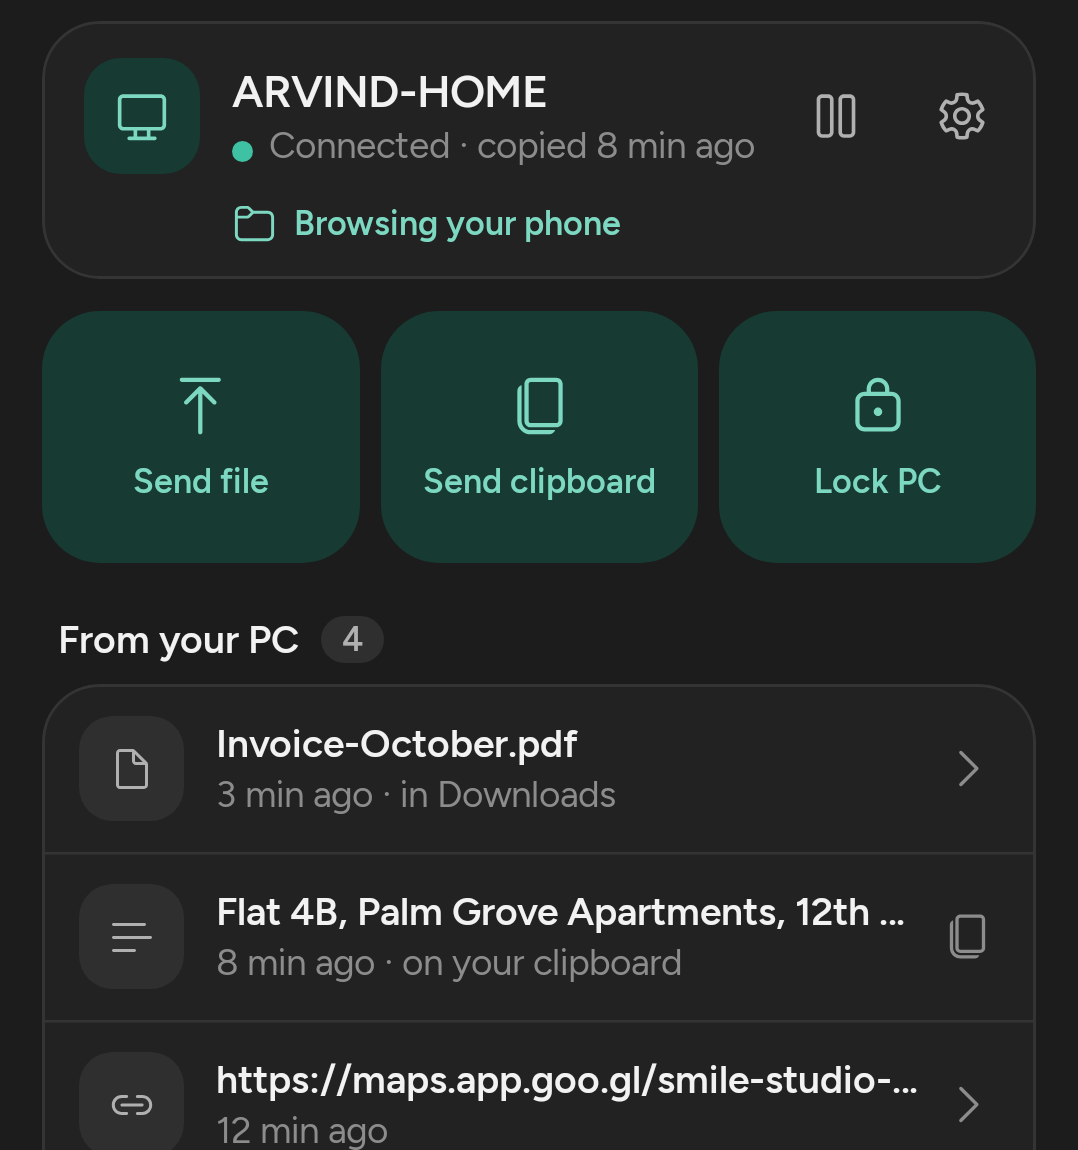 ARVIND-HOME
Connected · copied 8 min ago
Browsing your phone
Send file
Send clipboard
Lock PC
From your PC 4
Invoice-October.pdf
3 min ago · in Downloads
Flat 4B, Palm Grove Apartments, 12th ...
8 min ago · on your clipboard
https://maps.app.goo.gl/smile-studio-...
12 min ago